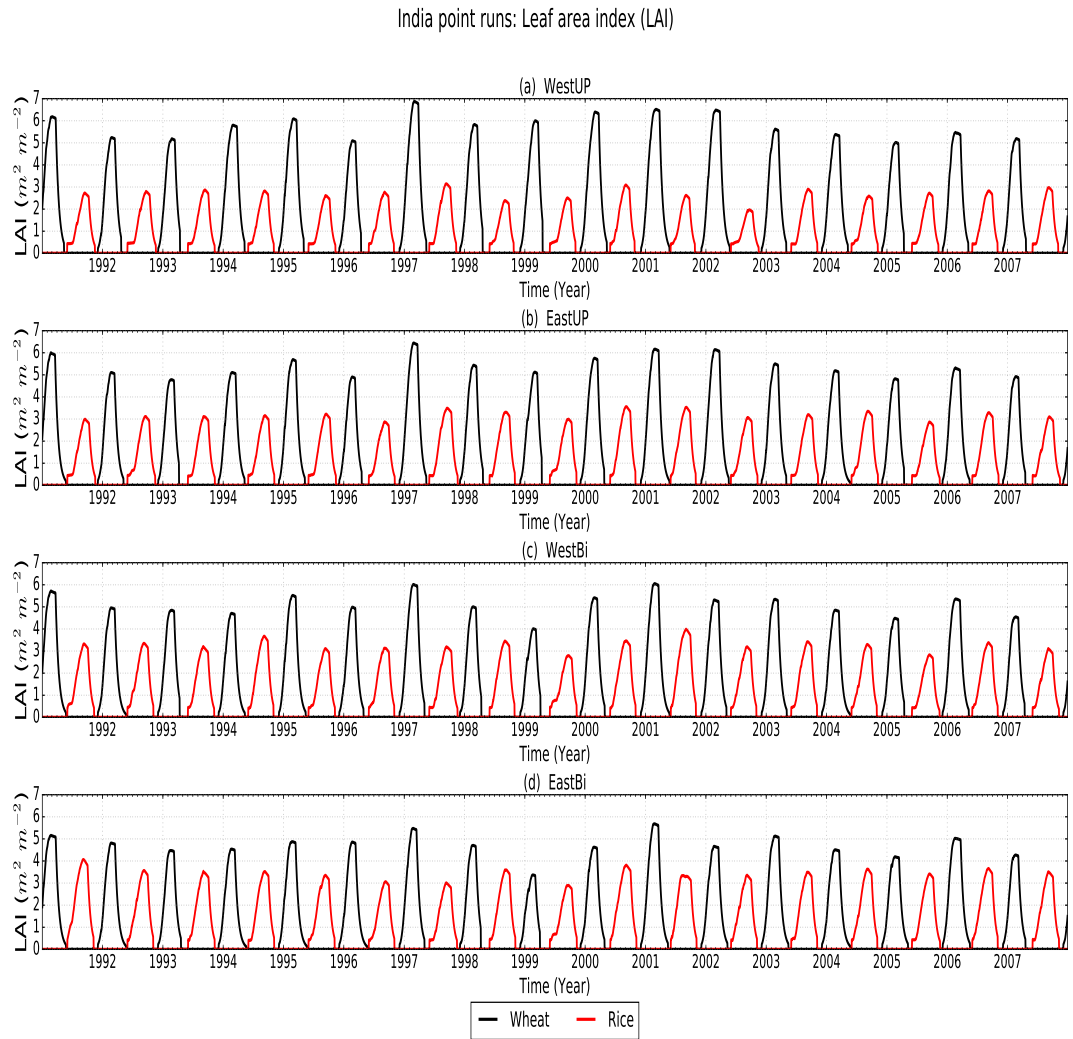 India point runs: Leaf area index (LAI)
(a) WestUP
LAI (m² m⁻²)
7
6
5
4
3
2
1
0
1992 1993 1994 1995 1996 1997 1998 1999 2000 2001 2002 2003 2004 2005 2006 2007
Time (Year)
(b) EastUP
LAI (m² m⁻²)
7
6
5
4
3
2
1
0
1992 1993 1994 1995 1996 1997 1998 1999 2000 2001 2002 2003 2004 2005 2006 2007
Time (Year)
(c) WestBi
LAI (m² m⁻²)
7
6
5
4
3
2
1
0
1992 1993 1994 1995 1996 1997 1998 1999 2000 2001 2002 2003 2004 2005 2006 2007
Time (Year)
(d) EastBi
LAI (m² m⁻²)
7
6
5
4
3
2
1
0
1992 1993 1994 1995 1996 1997 1998 1999 2000 2001 2002 2003 2004 2005 2006 2007
Time (Year)
Wheat Rice